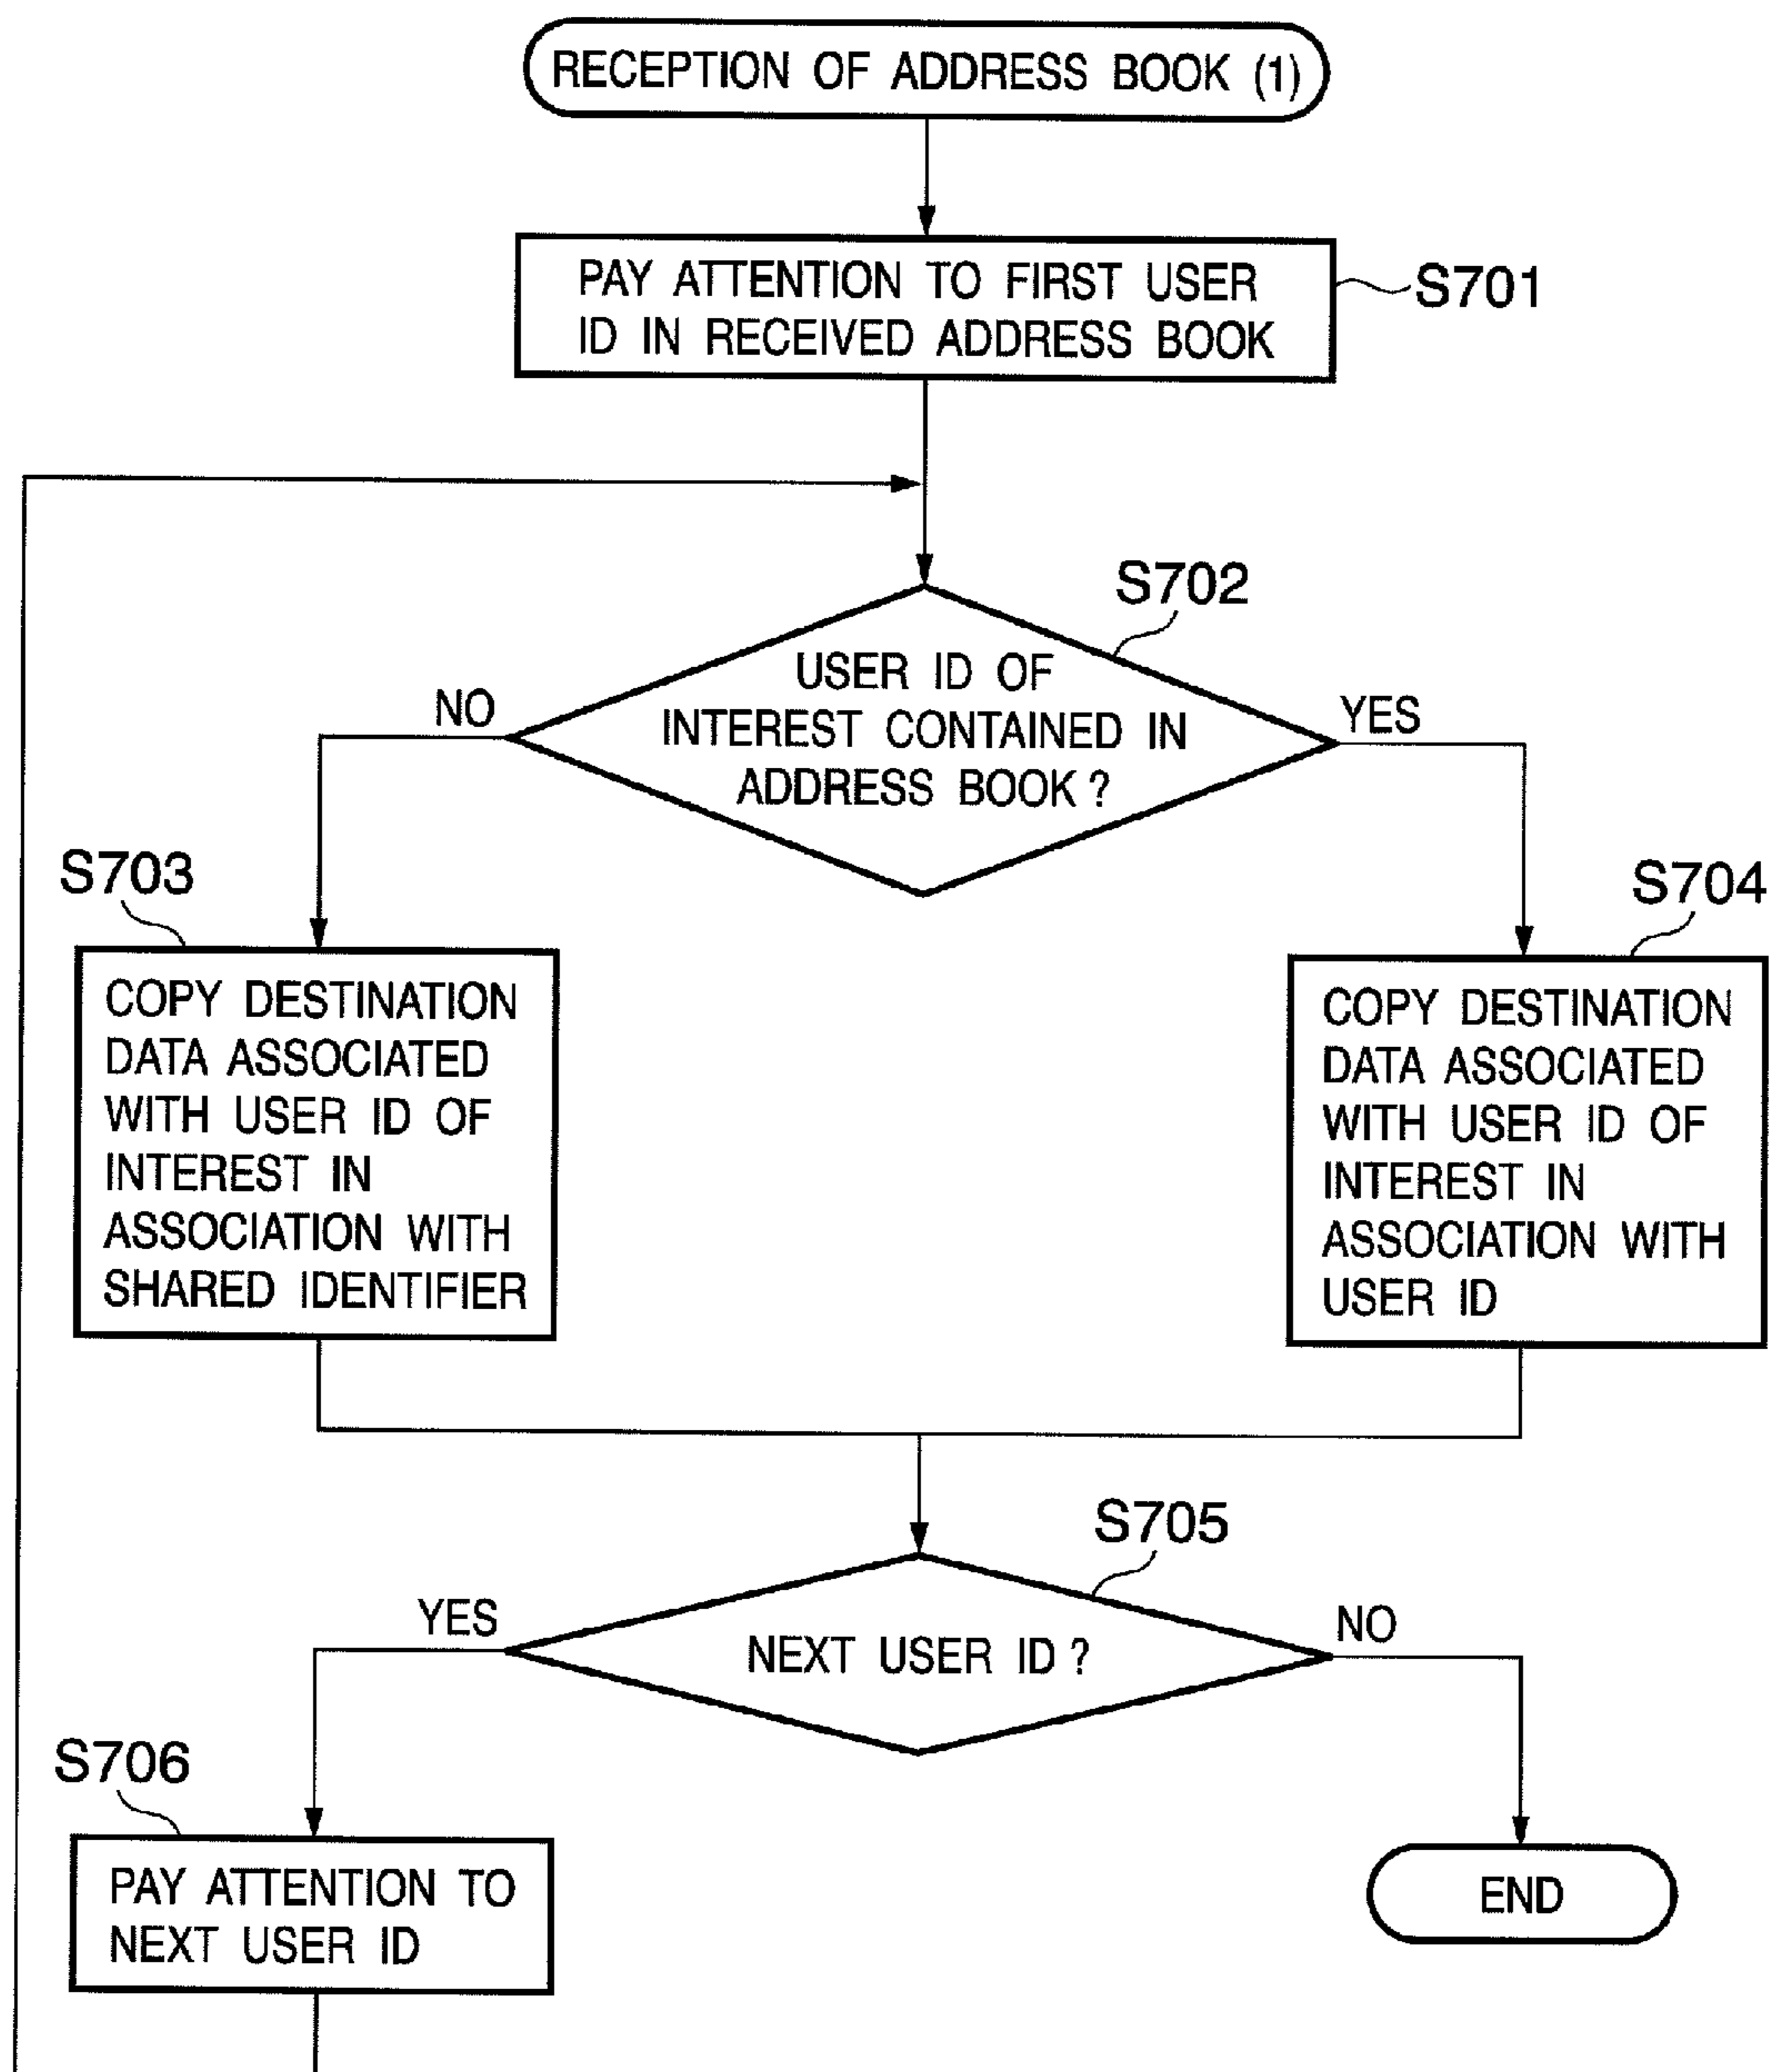 RECEPTION OF ADDRESS BOOK (1)
PAY ATTENTION TO FIRST USER
ID IN RECEIVED ADDRESS BOOK
S701
S702
USER ID OF
INTEREST CONTAINED IN
ADDRESS BOOK?
NO
YES
S703
COPY DESTINATION
DATA ASSOCIATED
WITH USER ID OF
INTEREST IN
ASSOCIATION WITH
SHARED IDENTIFIER
S704
COPY DESTINATION
DATA ASSOCIATED
WITH USER ID OF
INTEREST IN
ASSOCIATION WITH
USER ID
S705
NEXT USER ID?
YES
NO
S706
PAY ATTENTION TO
NEXT USER ID
END